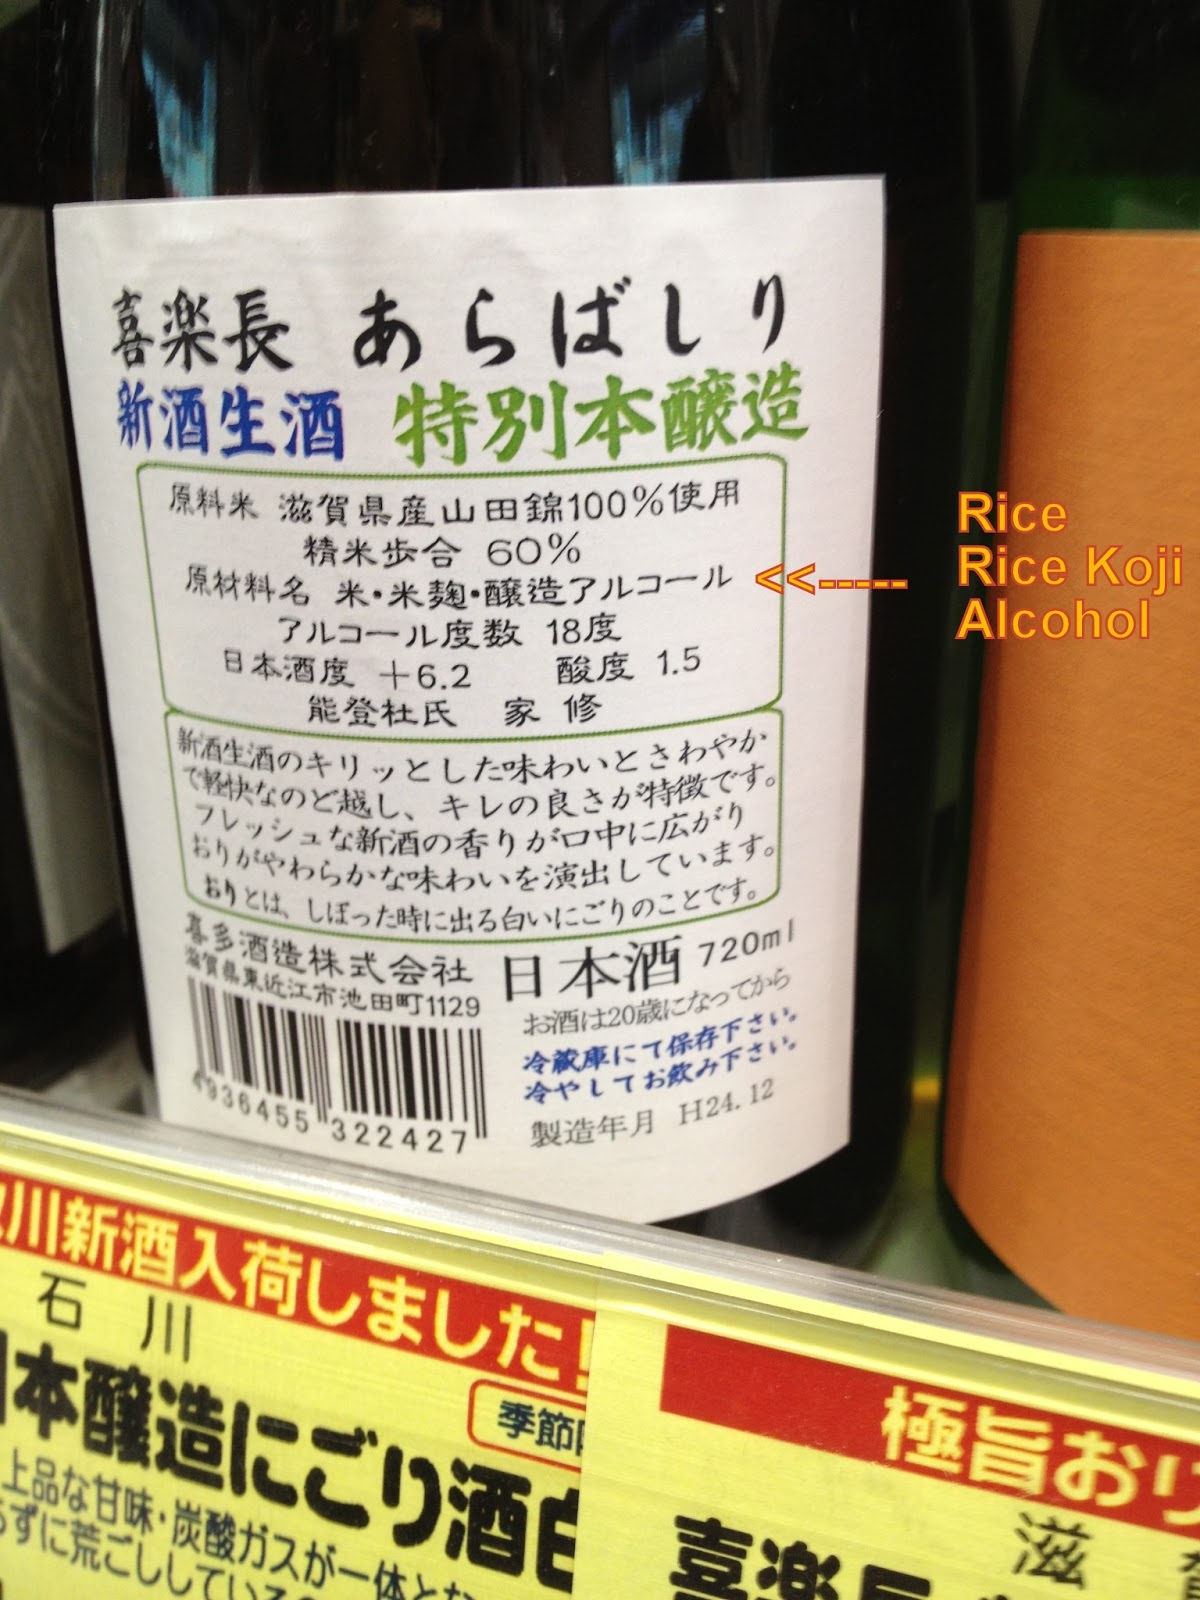 喜楽長 あらばしり
新酒生酒 特別本醸造
原料米 滋賀県産山田錦100%使用
精米歩合 60%
原材料名 米・米麹・醸造アルコール
アルコール度数 18度
日本酒度 +6.2 酸度 1.5
能登杜氏 家修
<<-----
Rice
Rice Koji
Alcohol
新酒生酒のキリッとした味わいとさわやか
で軽快なのど越し、キレの良さが特徴です。
フレッシュな新酒の香りが口中に広がり
おりがやわらかな味わいを演出しています。
おりとは、しぼった時に出る白いにごりのことです。
喜多酒造株式会社
滋賀県東近江市池田町1129
4936455 322427
日本酒 720ml
お酒は20歳になってから
冷蔵庫にて保存下さい。
冷やしてお飲み下さい。
製造年月 H24.12
川新酒入荷しました!
石川
本醸造にごり酒白
季節
上品な甘味・炭酸ガスが一体とな
ずに荒ごししている
極旨おり
滋賀
喜楽長